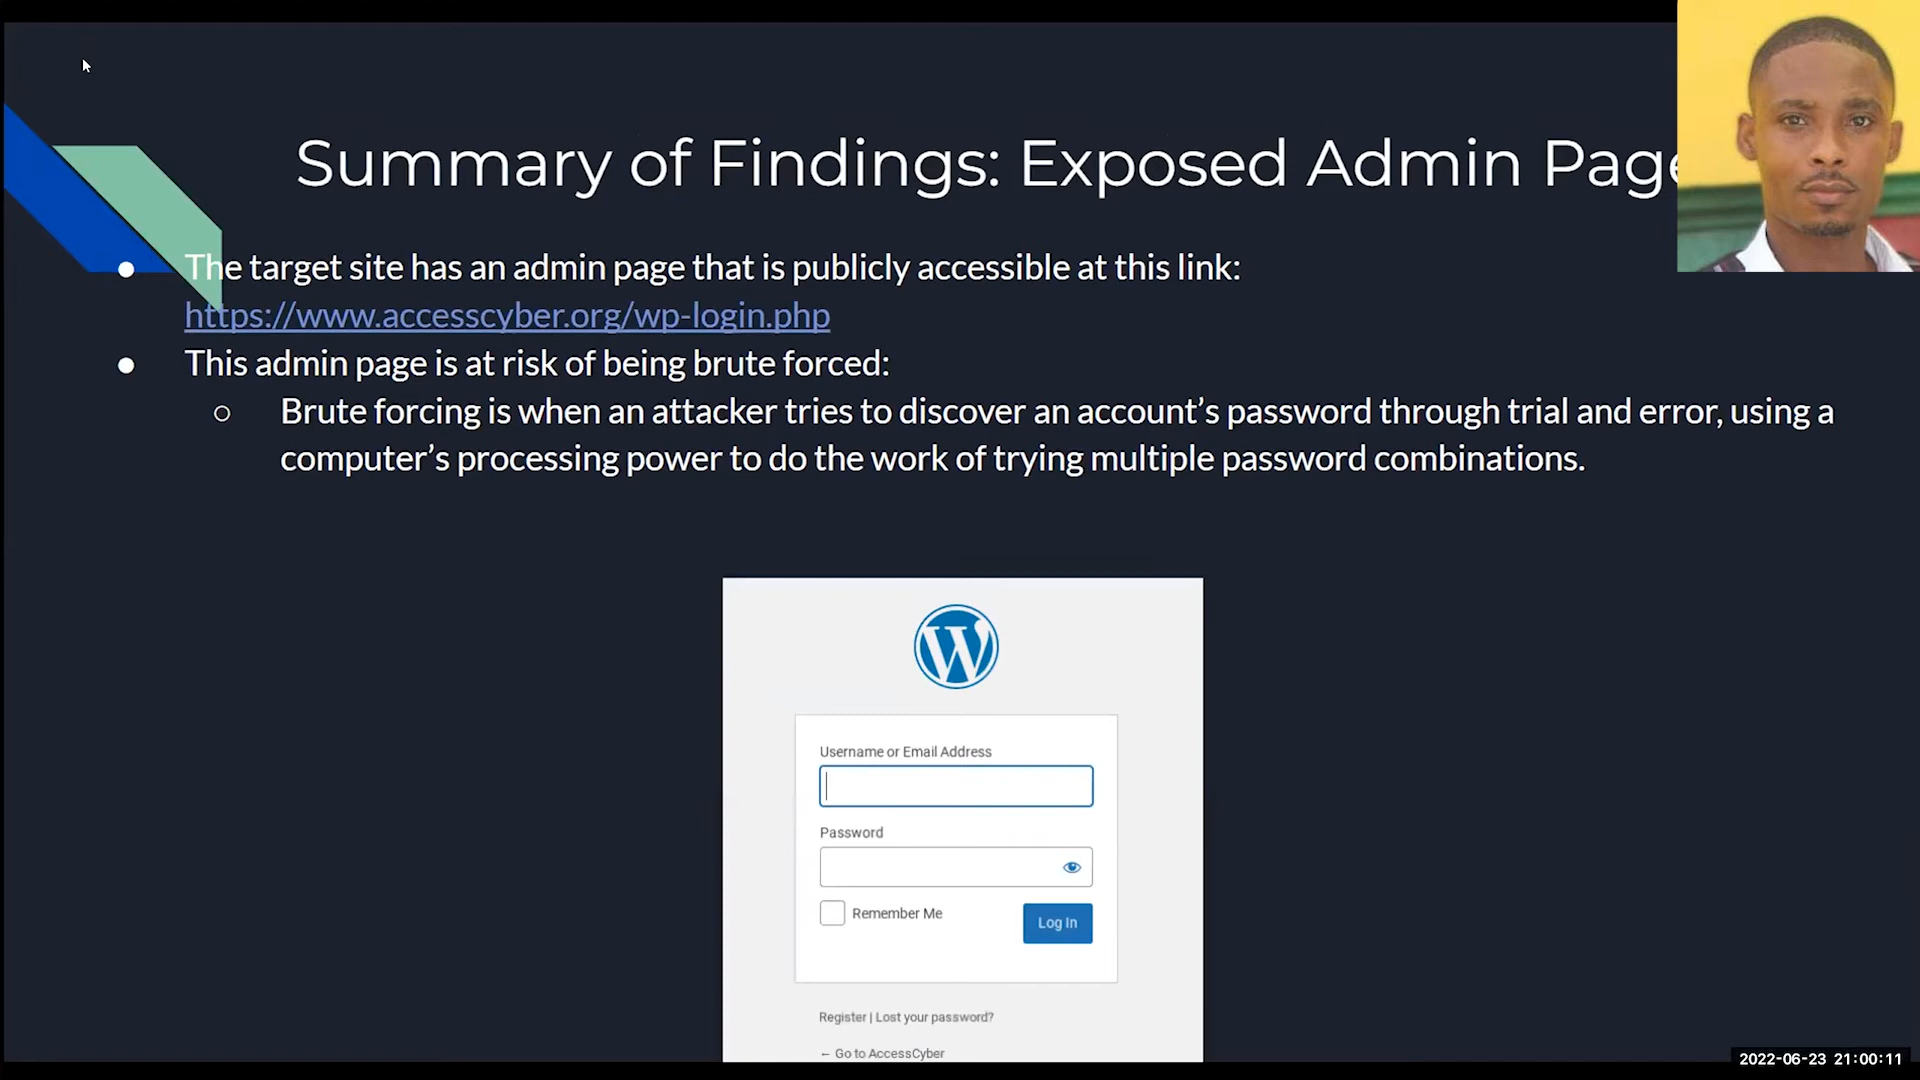 Summary of Findings: Exposed Admin Page
● The target site has an admin page that is publicly accessible at this link:
https://www.accesscyber.org/wp-login.php
● This admin page is at risk of being brute forced:
○ Brute forcing is when an attacker tries to discover an account’s password through trial and error, using a
computer’s processing power to do the work of trying multiple password combinations.
W
Username or Email Address
Password
Remember Me
Log In
Register | Lost your password?
← Go to AccessCyber
2022-06-23 21:00:11